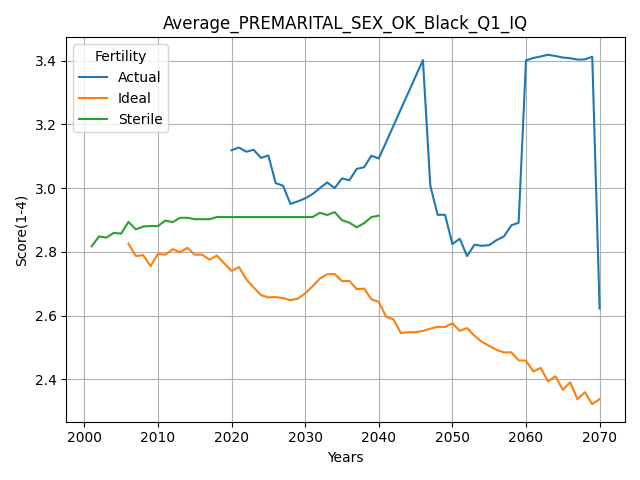 Average_PREMARITAL_SEX_OK_Black_Q1_IQ
Fertility
Actual
Ideal
Sterile
Score(1-4)
3.4
3.2
3.0
2.8
2.6
2.4
2000 2010 2020 2030 2040 2050 2060 2070
Years